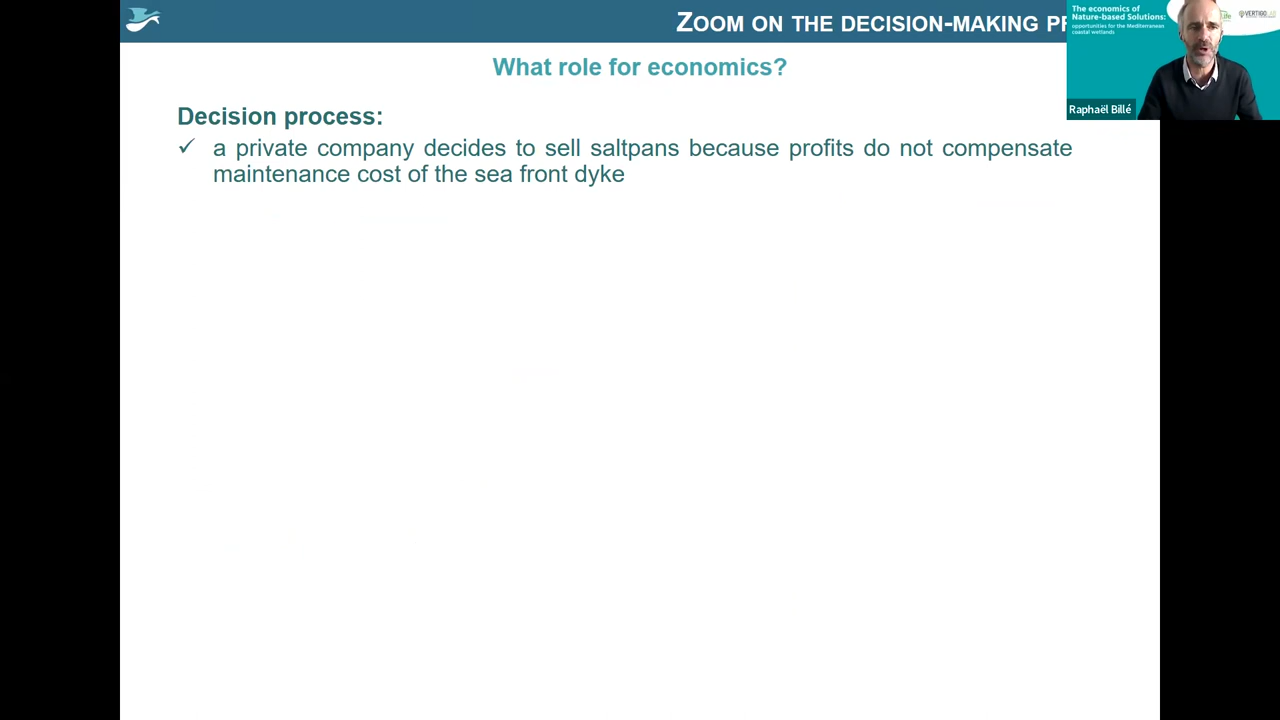 ZOOM ON THE DECISION-MAKING
The economics of
Nature-based Solutions:
opportunities for the Mediterranean
coastal wetlands
Life
VERTIGO
What role for economics?
Raphaël Billé
Decision process:
✓ a private company decides to sell saltpans because profits do not compensate
maintenance cost of the sea front dyke